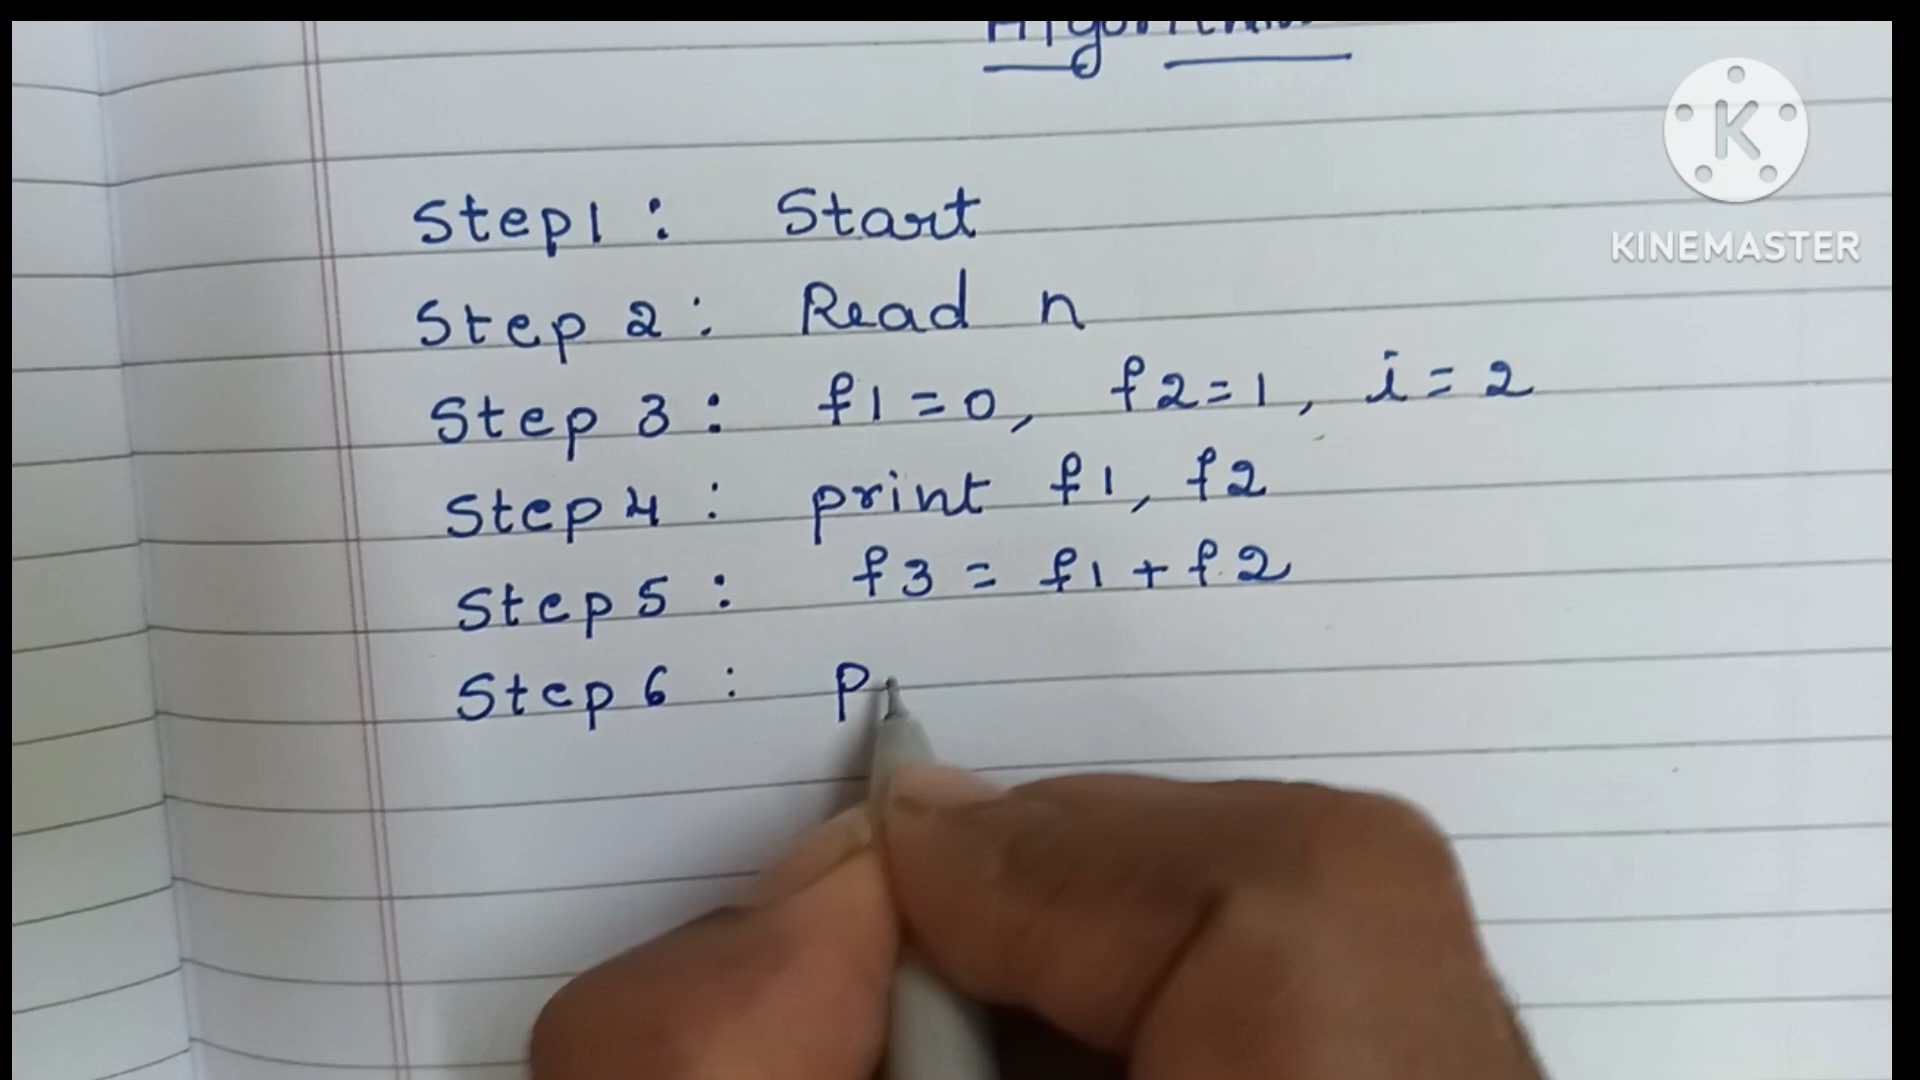 Algorithm
Step1 : Start
Step 2 : Read n
Step 3 : f1=0, f2=1, i=2
Step 4 : print f1, f2
Step 5 : f3 = f1+f2
Step 6 : P
K
KINEMASTER